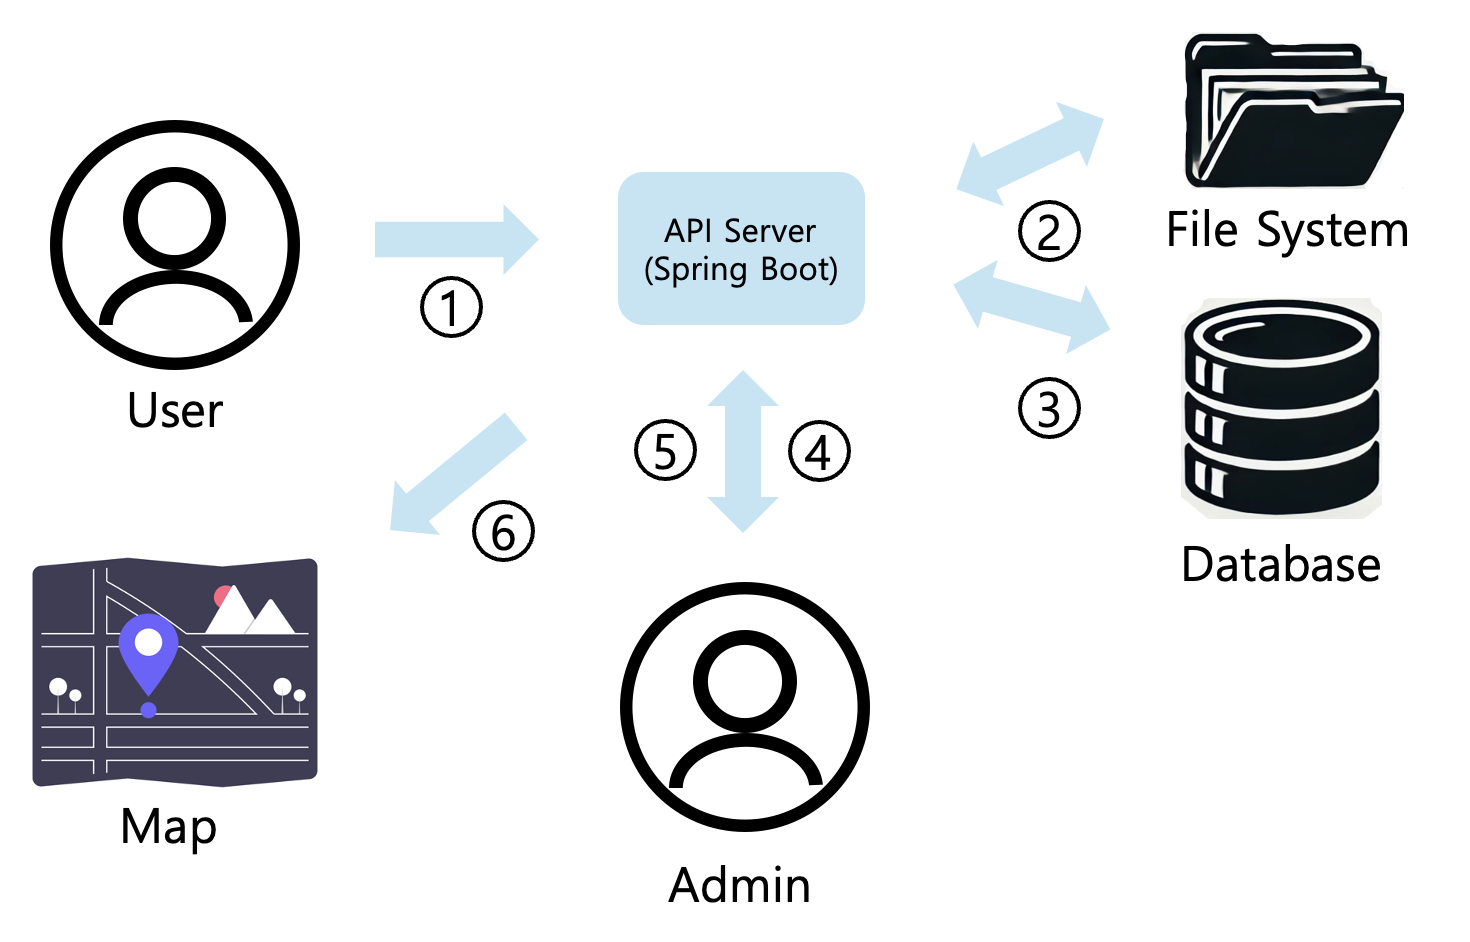 User
①
API Server
(Spring Boot)
②
File System
③
Database
⑤
④
⑥
Map
Admin